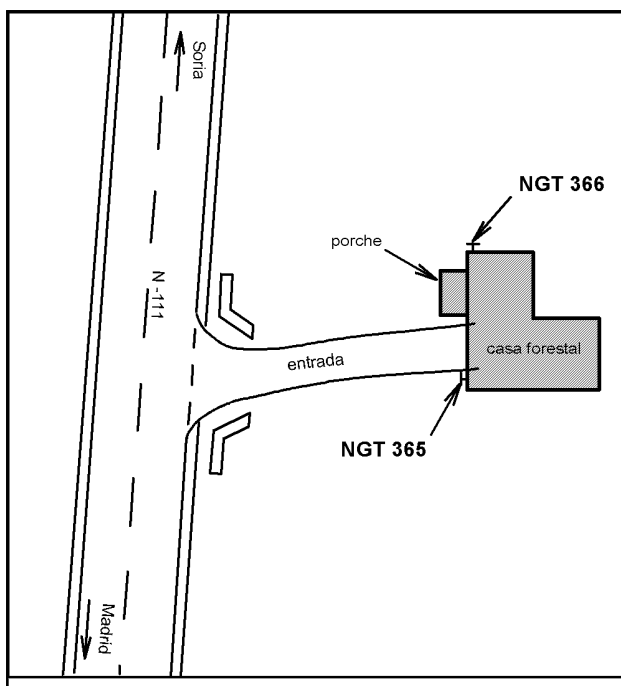 Soria
NGT 366
porche
N -111
casa forestal
entrada
NGT 365
Madrid